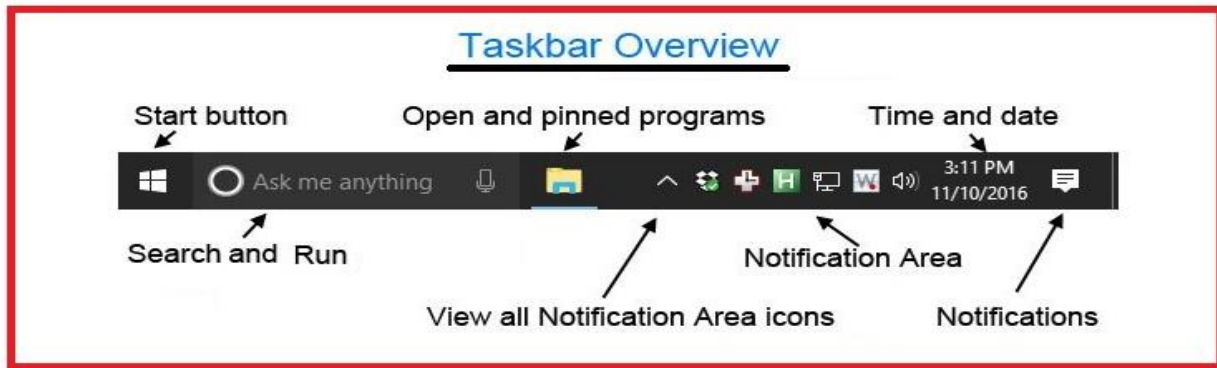 Taskbar Overview
Start button
Open and pinned programs
Time and date
Ask me anything
H
W
3:11 PM
11/10/2016
Search and Run
Notification Area
View all Notification Area icons
Notifications